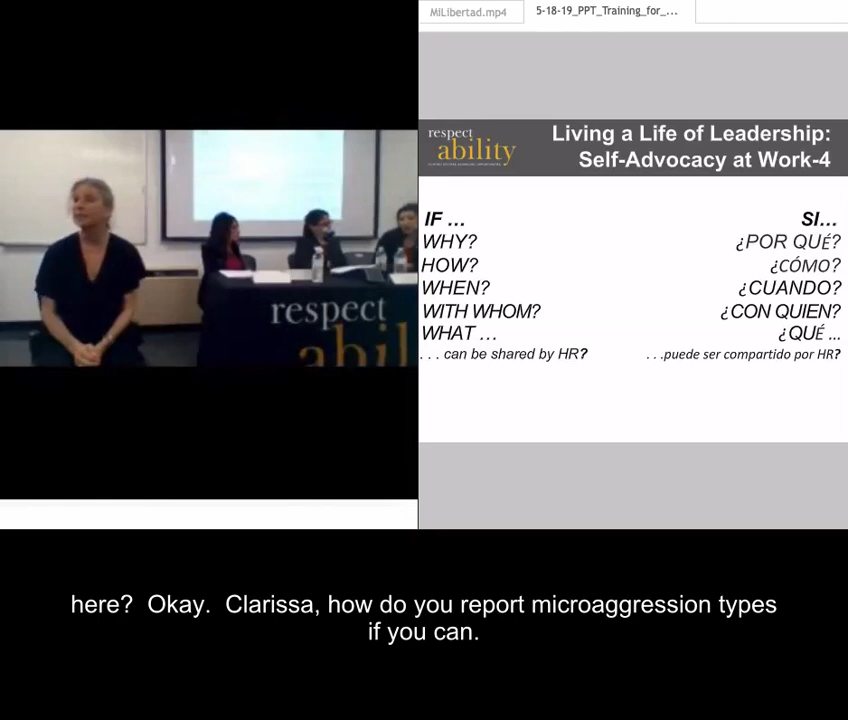 MiLibertad.mp4
5-18-19_PPT_Training_for_...
respect
ability
Living a Life of Leadership:
Self-Advocacy at Work-4
IF ...
WHY?
HOW?
WHEN?
WITH WHOM?
WHAT ...
. . . can be shared by HR?
SI...
¿POR QUÉ?
¿CÓMO?
¿CUANDO?
¿CON QUIEN?
¿QUÉ ...
. . .puede ser compartido por HR?
respect
abil
here?  Okay.  Clarissa, how do you report microaggression types
if you can.